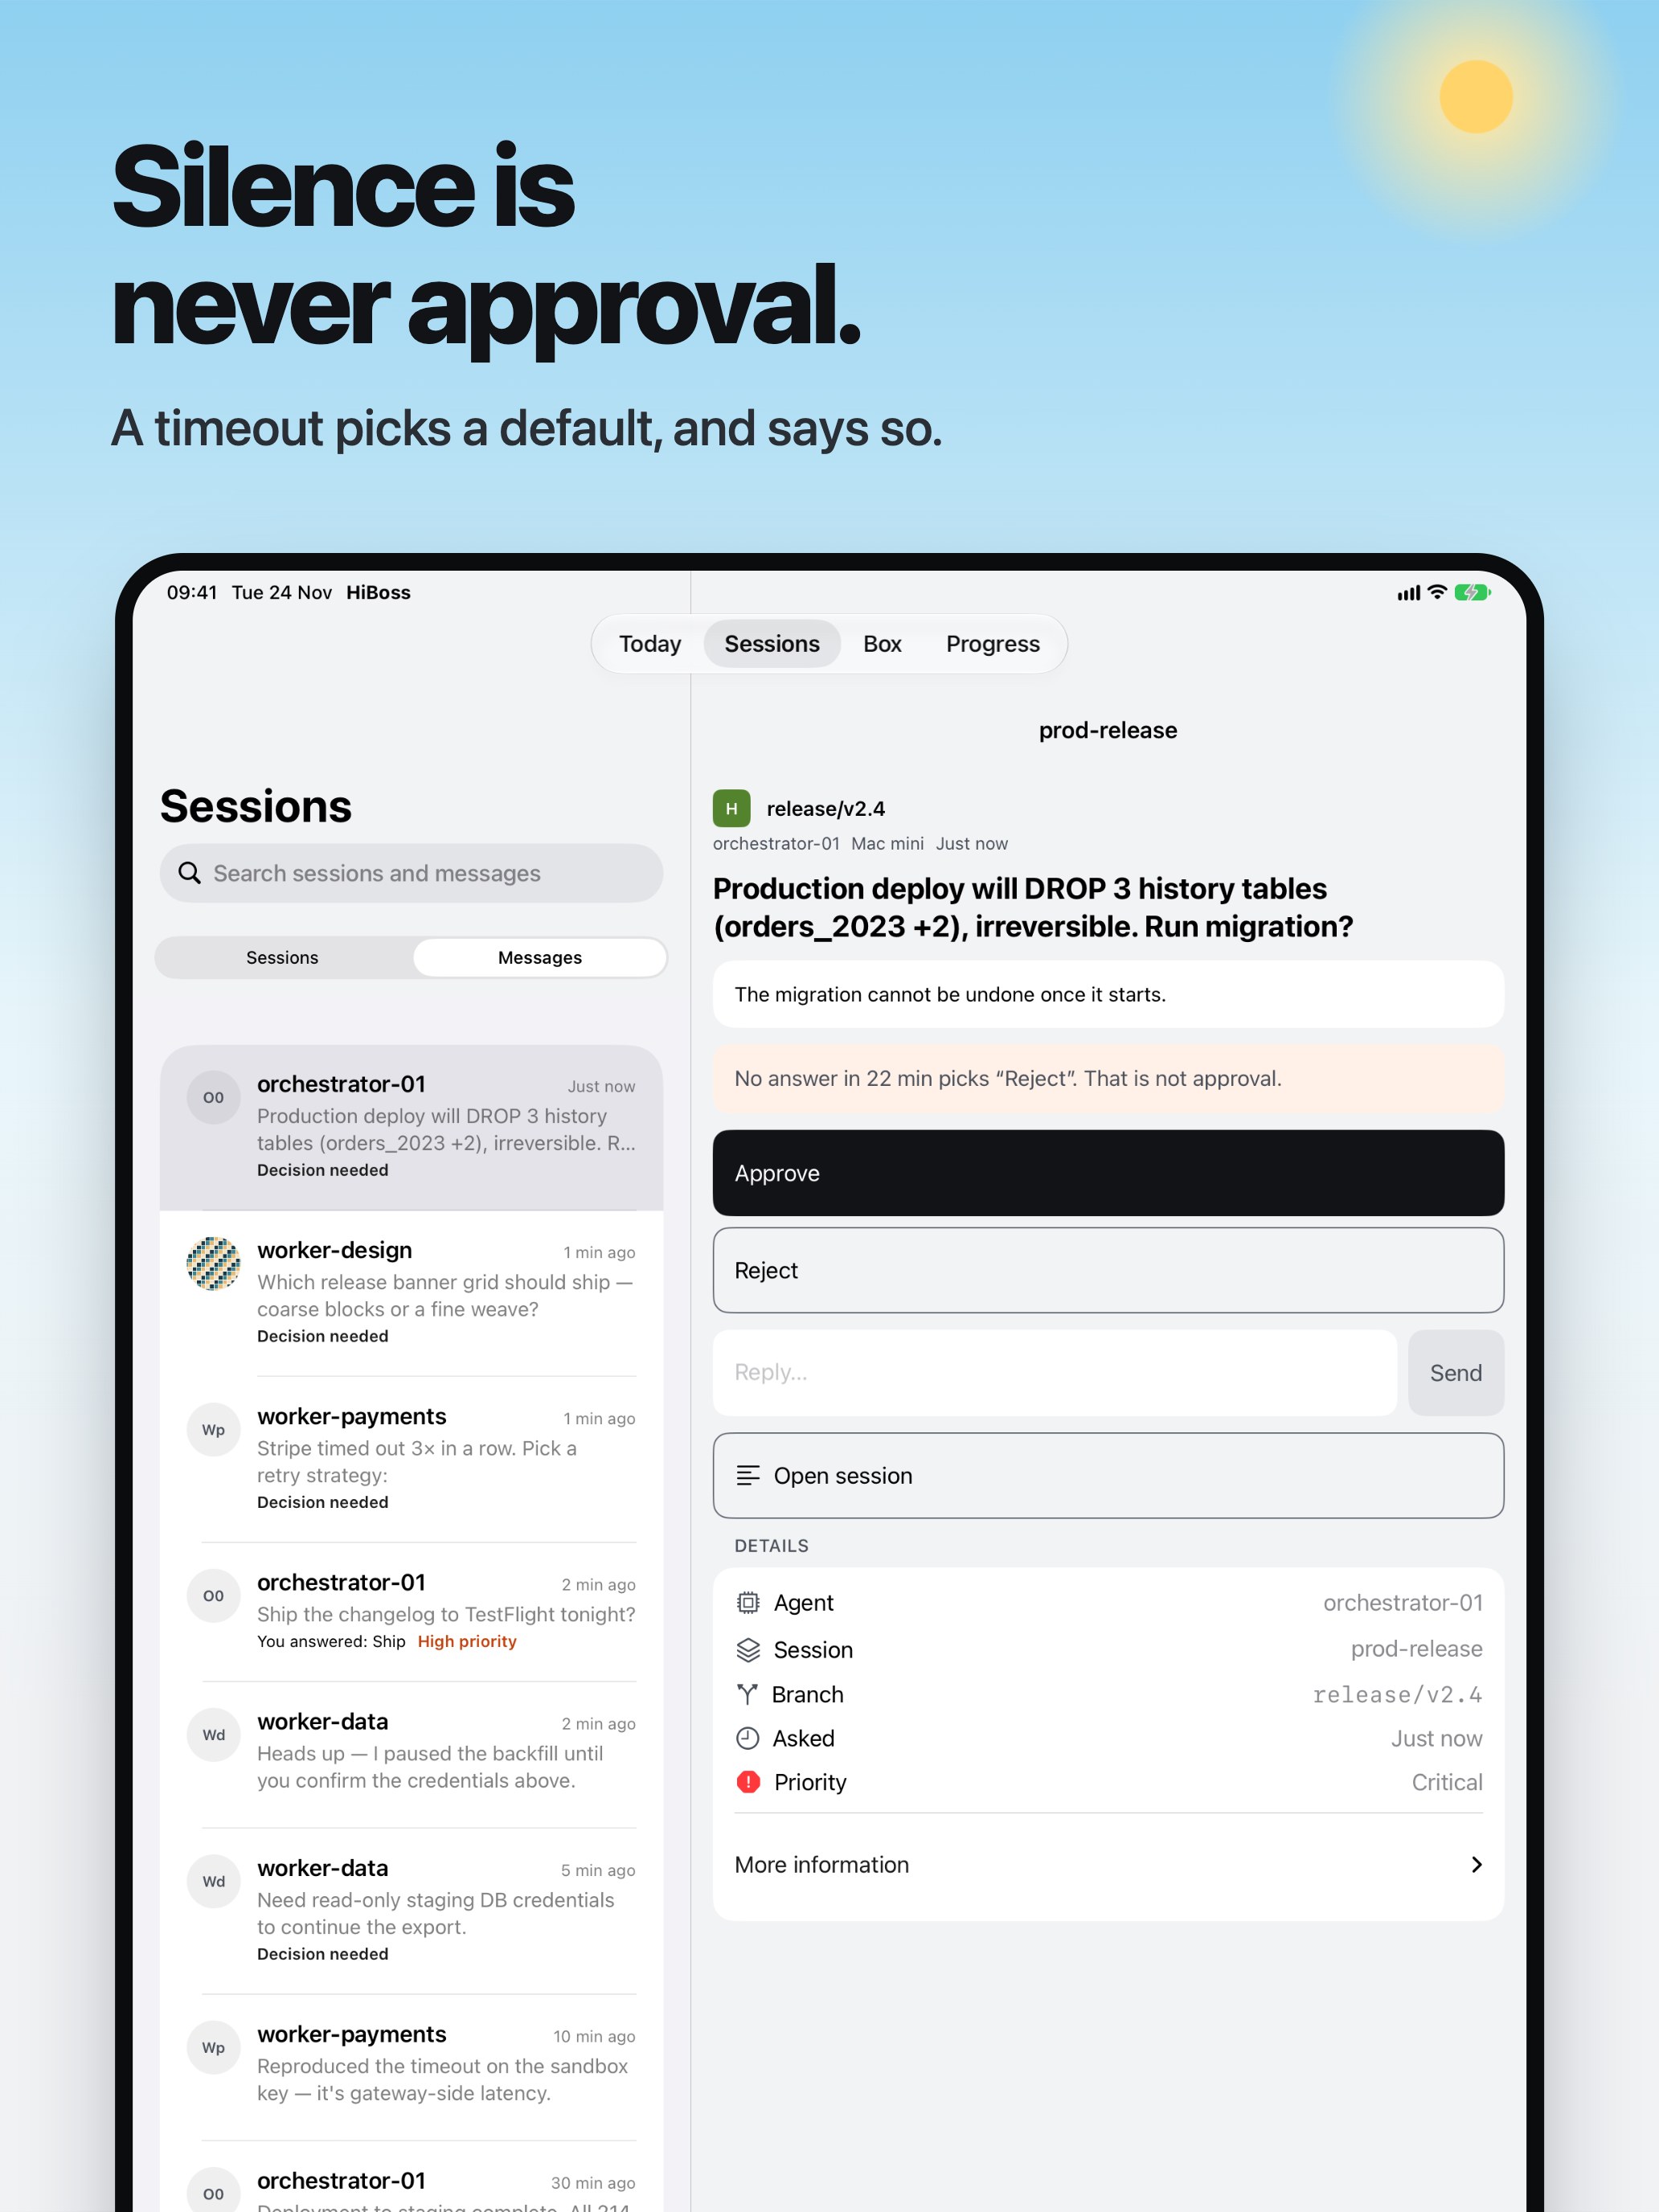 Silence is
never approval.
A timeout picks a default, and says so.
09:41 Tue 24 Nov HiBoss
Today Sessions Box Progress
prod-release
Sessions
Search sessions and messages
Sessions Messages
O0
orchestrator-01 Just now
Production deploy will DROP 3 history
tables (orders_2023 +2), irreversible. R...
Decision needed
worker-design 1 min ago
Which release banner grid should ship —
coarse blocks or a fine weave?
Decision needed
Wp
worker-payments 1 min ago
Stripe timed out 3× in a row. Pick a
retry strategy:
Decision needed
O0
orchestrator-01 2 min ago
Ship the changelog to TestFlight tonight?
You answered: Ship High priority
Wd
worker-data 2 min ago
Heads up — I paused the backfill until
you confirm the credentials above.
Wd
worker-data 5 min ago
Need read-only staging DB credentials
to continue the export.
Decision needed
Wp
worker-payments 10 min ago
Reproduced the timeout on the sandbox
key — it's gateway-side latency.
O0
orchestrator-01 30 min ago
Deployment to staging complete. All 214
H release/v2.4
orchestrator-01 Mac mini Just now
Production deploy will DROP 3 history tables
(orders_2023 +2), irreversible. Run migration?
The migration cannot be undone once it starts.
No answer in 22 min picks “Reject”. That is not approval.
Approve
Reject
Reply... Send
Open session
DETAILS
Agent orchestrator-01
Session prod-release
Branch release/v2.4
Asked Just now
Priority Critical
More information